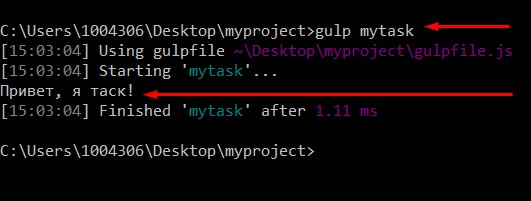 C:\Users\1004306\Desktop\myproject>gulp mytask
[15:03:04] Using gulpfile ~\Desktop\myproject\gulpfile.js
[15:03:04] Starting 'mytask'...
Привет, я таск!
[15:03:04] Finished 'mytask' after 1.11 ms
C:\Users\1004306\Desktop\myproject>